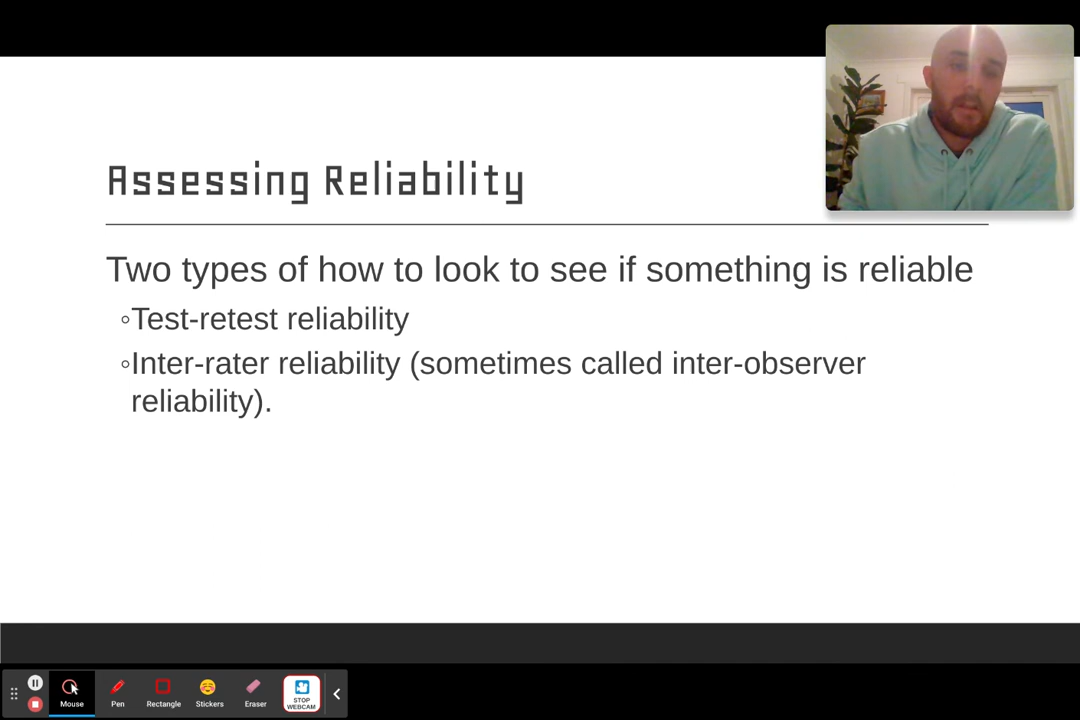 Assessing Reliability
Two types of how to look to see if something is reliable
◦Test-retest reliability
◦Inter-rater reliability (sometimes called inter-observer
reliability).
Mouse
Pen
Rectangle
Stickers
Eraser
STOP
WEBCAM